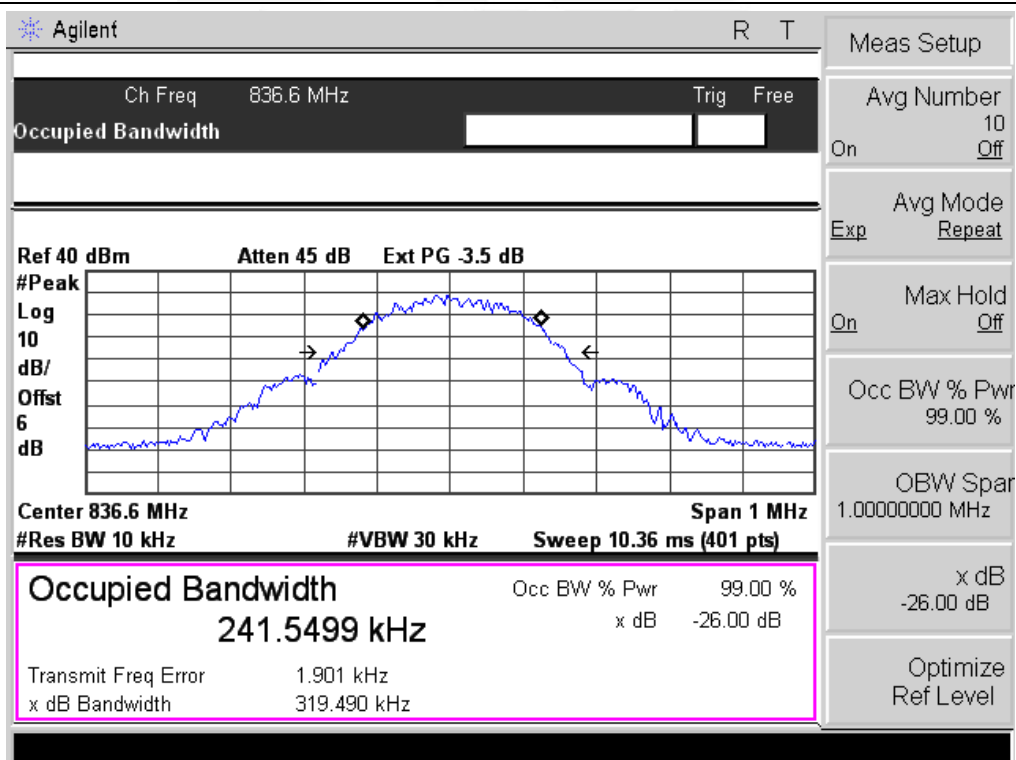 Agilent R T
Ch Freq 836.6 MHz Trig Free
Occupied Bandwidth
Ref 40 dBm Atten 45 dB Ext PG -3.5 dB
#Peak
Log
10
dB/
Offst
6
dB
Center 836.6 MHz Span 1 MHz
#Res BW 10 kHz #VBW 30 kHz Sweep 10.36 ms (401 pts)
Occupied Bandwidth Occ BW % Pwr 99.00 %
241.5499 kHz x dB -26.00 dB
Transmit Freq Error 1.901 kHz
x dB Bandwidth 319.490 kHz
Meas Setup
Avg Number
10
On Off
Avg Mode
Exp Repeat
Max Hold
On Off
Occ BW % Pwr
99.00 %
OBW Span
1.00000000 MHz
x dB
-26.00 dB
Optimize
Ref Level